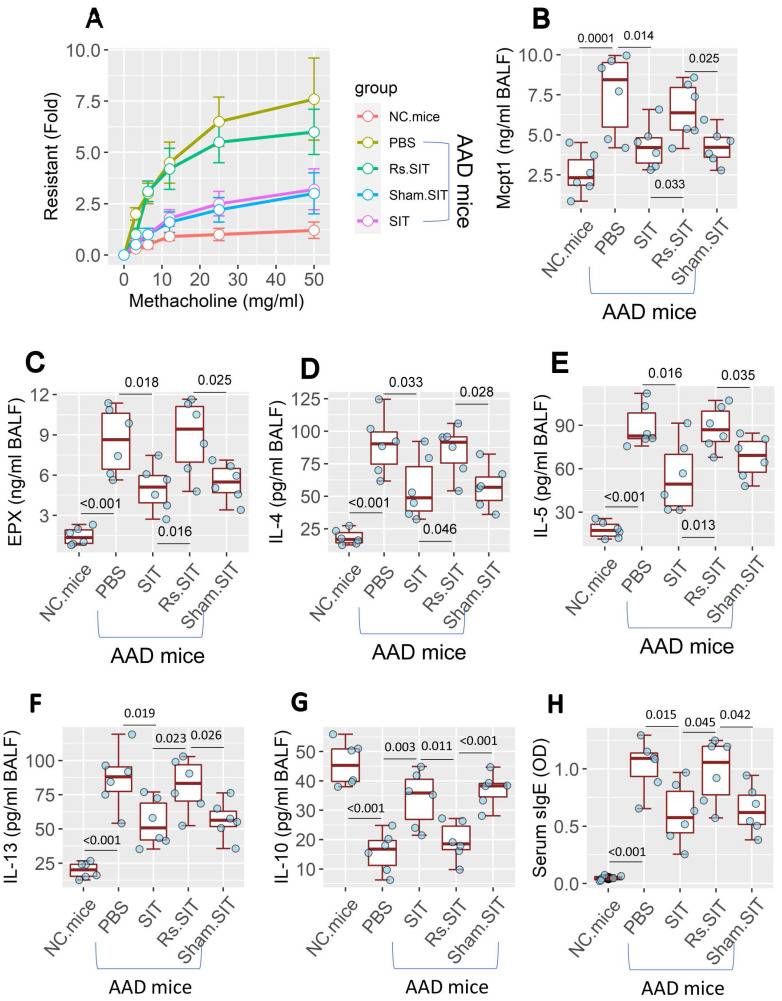 A
Resistant (Fold)
10.0
7.5
5.0
2.5
0.0
0 10 20 30 40 50
Methacholine (mg/ml)
group
NC.mice
PBS
Rs.SIT
Sham.SIT
SIT
AAD mice
B
Mcpt1 (ng/ml BALF)
10.0
7.5
5.0
2.5
0.0001 0.014
0.025
0.033
NC.mice PBS SIT Rs.SIT Sham.SIT
AAD mice
C
EPX (ng/ml BALF)
12
9
6
3
0.018 0.025
<0.001
0.016
NC.mice PBS SIT Rs.SIT Sham.SIT
AAD mice
D
IL-4 (pg/ml BALF)
125
100
75
50
25
0.033
0.028
<0.001
0.046
NC.mice PBS SIT Rs.SIT Sham.SIT
AAD mice
E
IL-5 (pg/ml BALF)
90
60
30
0.016 0.035
<0.001
0.013
NC.mice PBS SIT Rs.SIT Sham.SIT
AAD mice
F
IL-13 (pg/ml BALF)
100
75
50
25
0.019
0.023 0.026
<0.001
NC.mice PBS SIT Rs.SIT Sham.SIT
AAD mice
G
IL-10 (pg/ml BALF)
50
40
30
20
10
0.003 0.011 <0.001
<0.001
NC.mice PBS SIT Rs.SIT Sham.SIT
AAD mice
H
Serum sIgE (OD)
1.0
0.5
0.0
0.015 0.045 0.042
<0.001
NC.mice PBS SIT Rs.SIT Sham.SIT
AAD mice